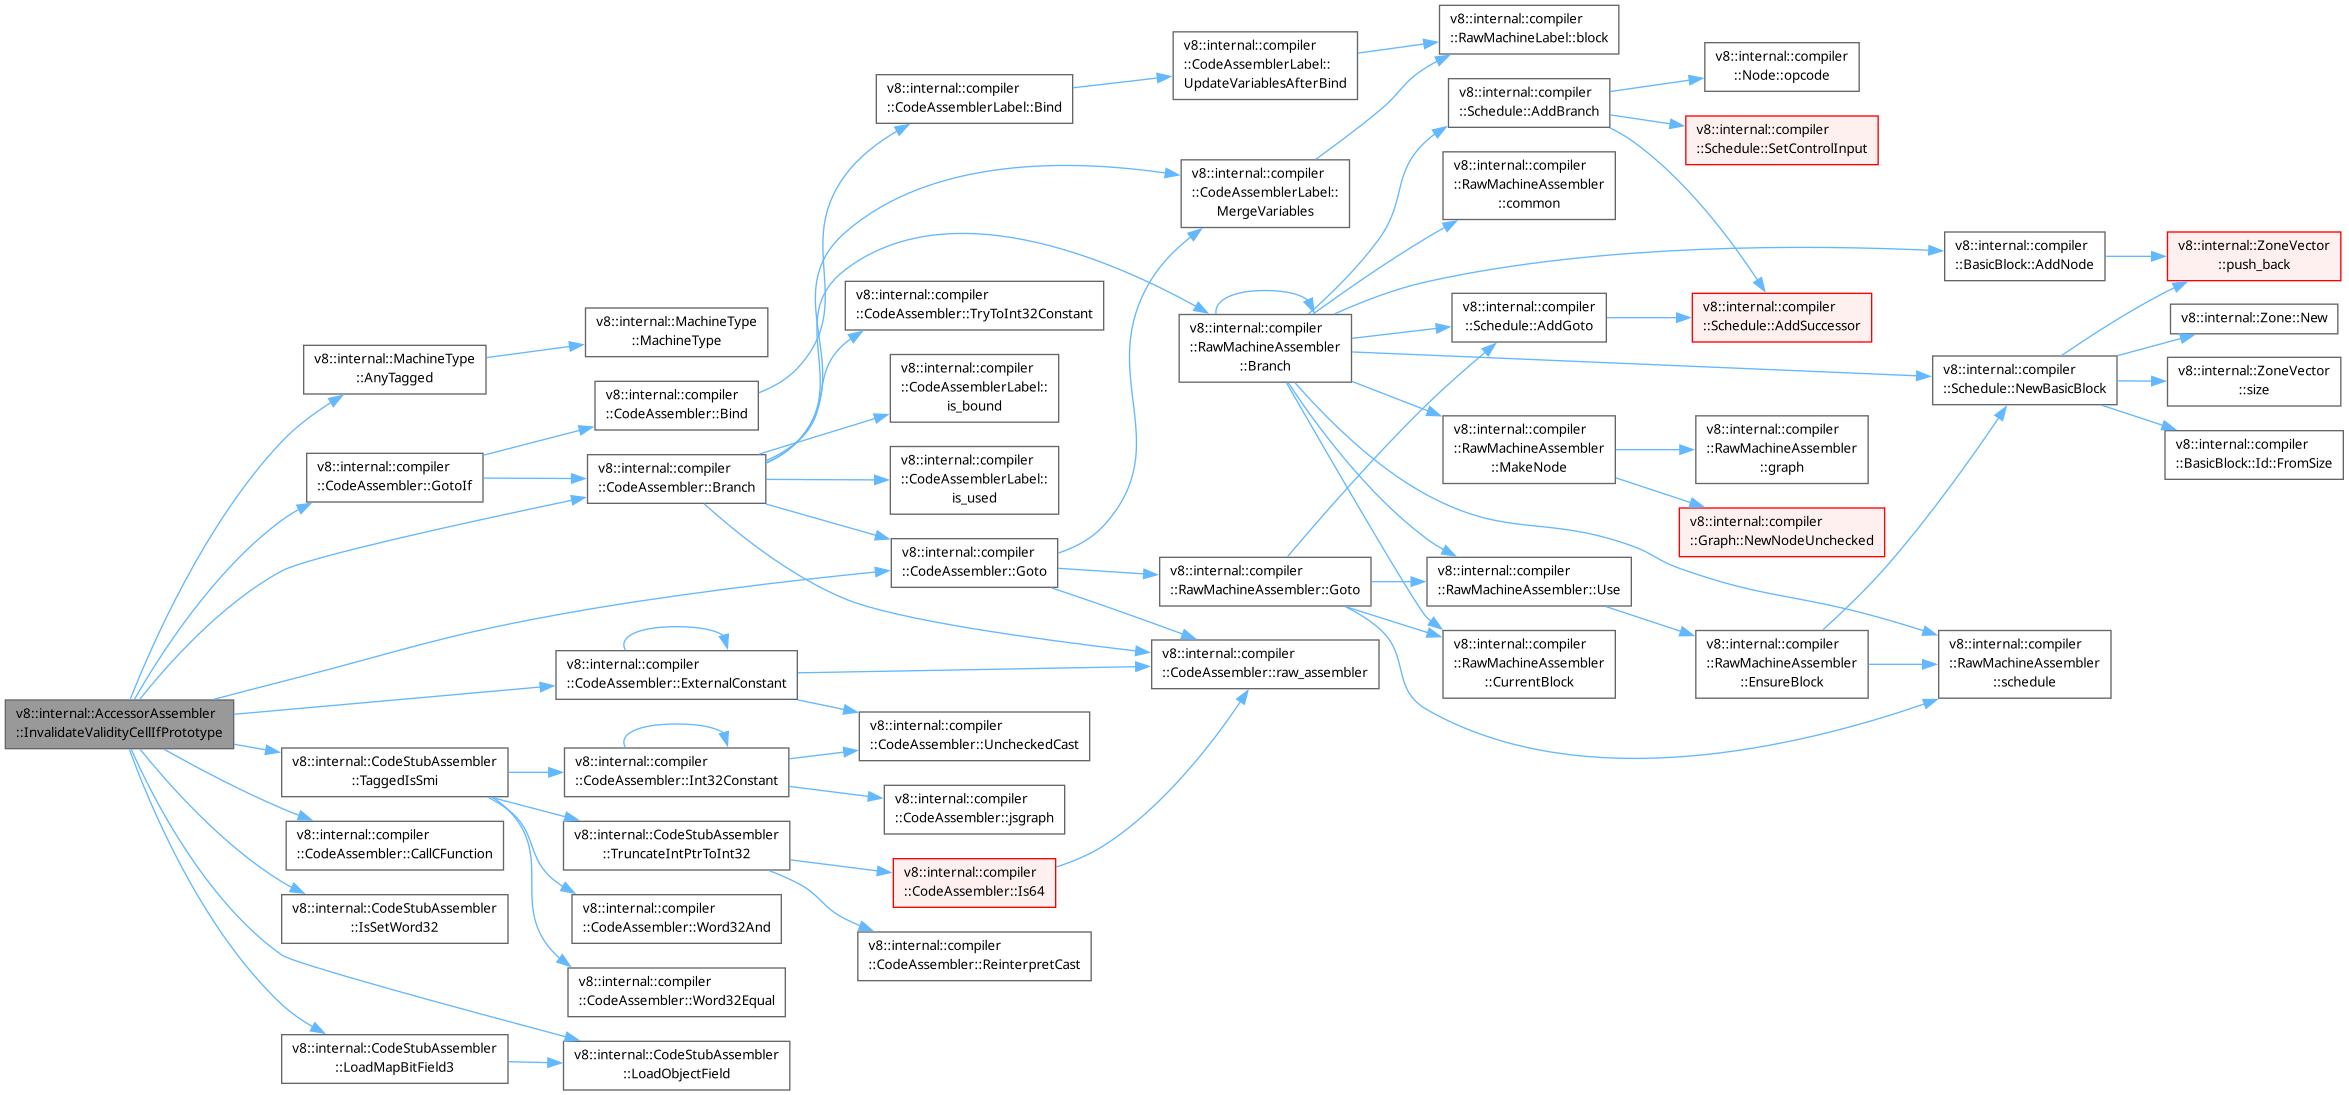 v8::internal::AccessorAssembler
::InvalidateValidityCellIfPrototype
v8::internal::MachineType
::AnyTagged
v8::internal::MachineType
::MachineType
v8::internal::compiler
::CodeAssembler::GotoIf
v8::internal::compiler
::CodeAssembler::Bind
v8::internal::compiler
::CodeAssembler::Branch
v8::internal::compiler
::CodeAssemblerLabel::Bind
v8::internal::compiler
::CodeAssemblerLabel::
UpdateVariablesAfterBind
v8::internal::compiler
::RawMachineLabel::block
v8::internal::compiler
::CodeAssemblerLabel::
MergeVariables
v8::internal::compiler
::CodeAssembler::TryToInt32Constant
v8::internal::compiler
::CodeAssemblerLabel::
is_bound
v8::internal::compiler
::CodeAssemblerLabel::
is_used
v8::internal::compiler
::CodeAssembler::Goto
v8::internal::compiler
::RawMachineAssembler
::Branch
v8::internal::compiler
::Schedule::AddBranch
v8::internal::compiler
::Node::opcode
v8::internal::compiler
::Schedule::SetControlInput
v8::internal::compiler
::RawMachineAssembler
::common
v8::internal::compiler
::Schedule::AddGoto
v8::internal::compiler
::Schedule::AddSuccessor
v8::internal::compiler
::BasicBlock::AddNode
v8::internal::ZoneVector
::push_back
v8::internal::Zone::New
v8::internal::ZoneVector
::size
v8::internal::compiler
::BasicBlock::Id::FromSize
v8::internal::compiler
::Schedule::NewBasicBlock
v8::internal::compiler
::RawMachineAssembler
::MakeNode
v8::internal::compiler
::RawMachineAssembler
::graph
v8::internal::compiler
::Graph::NewNodeUnchecked
v8::internal::compiler
::RawMachineAssembler::Goto
v8::internal::compiler
::RawMachineAssembler::Use
v8::internal::compiler
::RawMachineAssembler
::CurrentBlock
v8::internal::compiler
::RawMachineAssembler
::EnsureBlock
v8::internal::compiler
::RawMachineAssembler
::schedule
v8::internal::compiler
::CodeAssembler::raw_assembler
v8::internal::compiler
::CodeAssembler::ExternalConstant
v8::internal::compiler
::CodeAssembler::UncheckedCast
v8::internal::CodeStubAssembler
::TaggedIsSmi
v8::internal::compiler
::CodeAssembler::Int32Constant
v8::internal::compiler
::CodeAssembler::jsgraph
v8::internal::compiler
::CodeAssembler::CallCFunction
v8::internal::CodeStubAssembler
::TruncateIntPtrToInt32
v8::internal::compiler
::CodeAssembler::Is64
v8::internal::CodeStubAssembler
::IsSetWord32
v8::internal::compiler
::CodeAssembler::Word32And
v8::internal::compiler
::CodeAssembler::ReinterpretCast
v8::internal::compiler
::CodeAssembler::Word32Equal
v8::internal::CodeStubAssembler
::LoadMapBitField3
v8::internal::CodeStubAssembler
::LoadObjectField